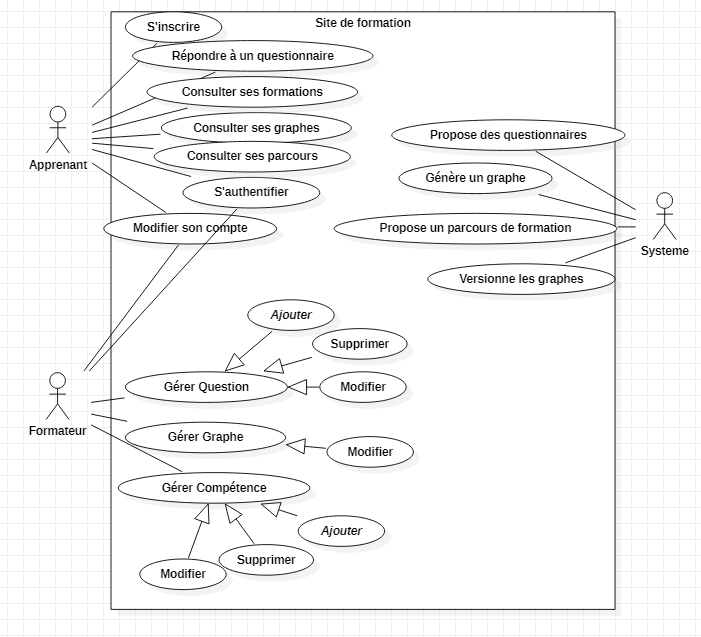 Site de formation
S'inscrire
Répondre à un questionnaire
Consulter ses formations
Consulter ses graphes
Consulter ses parcours
S'authentifier
Modifier son compte
Apprenant
Propose des questionnaires
Génère un graphe
Propose un parcours de formation
Versionne les graphes
Systeme
Ajouter
Supprimer
Gérer Question
Modifier
Formateur
Gérer Graphe
Modifier
Gérer Compétence
Ajouter
Supprimer
Modifier